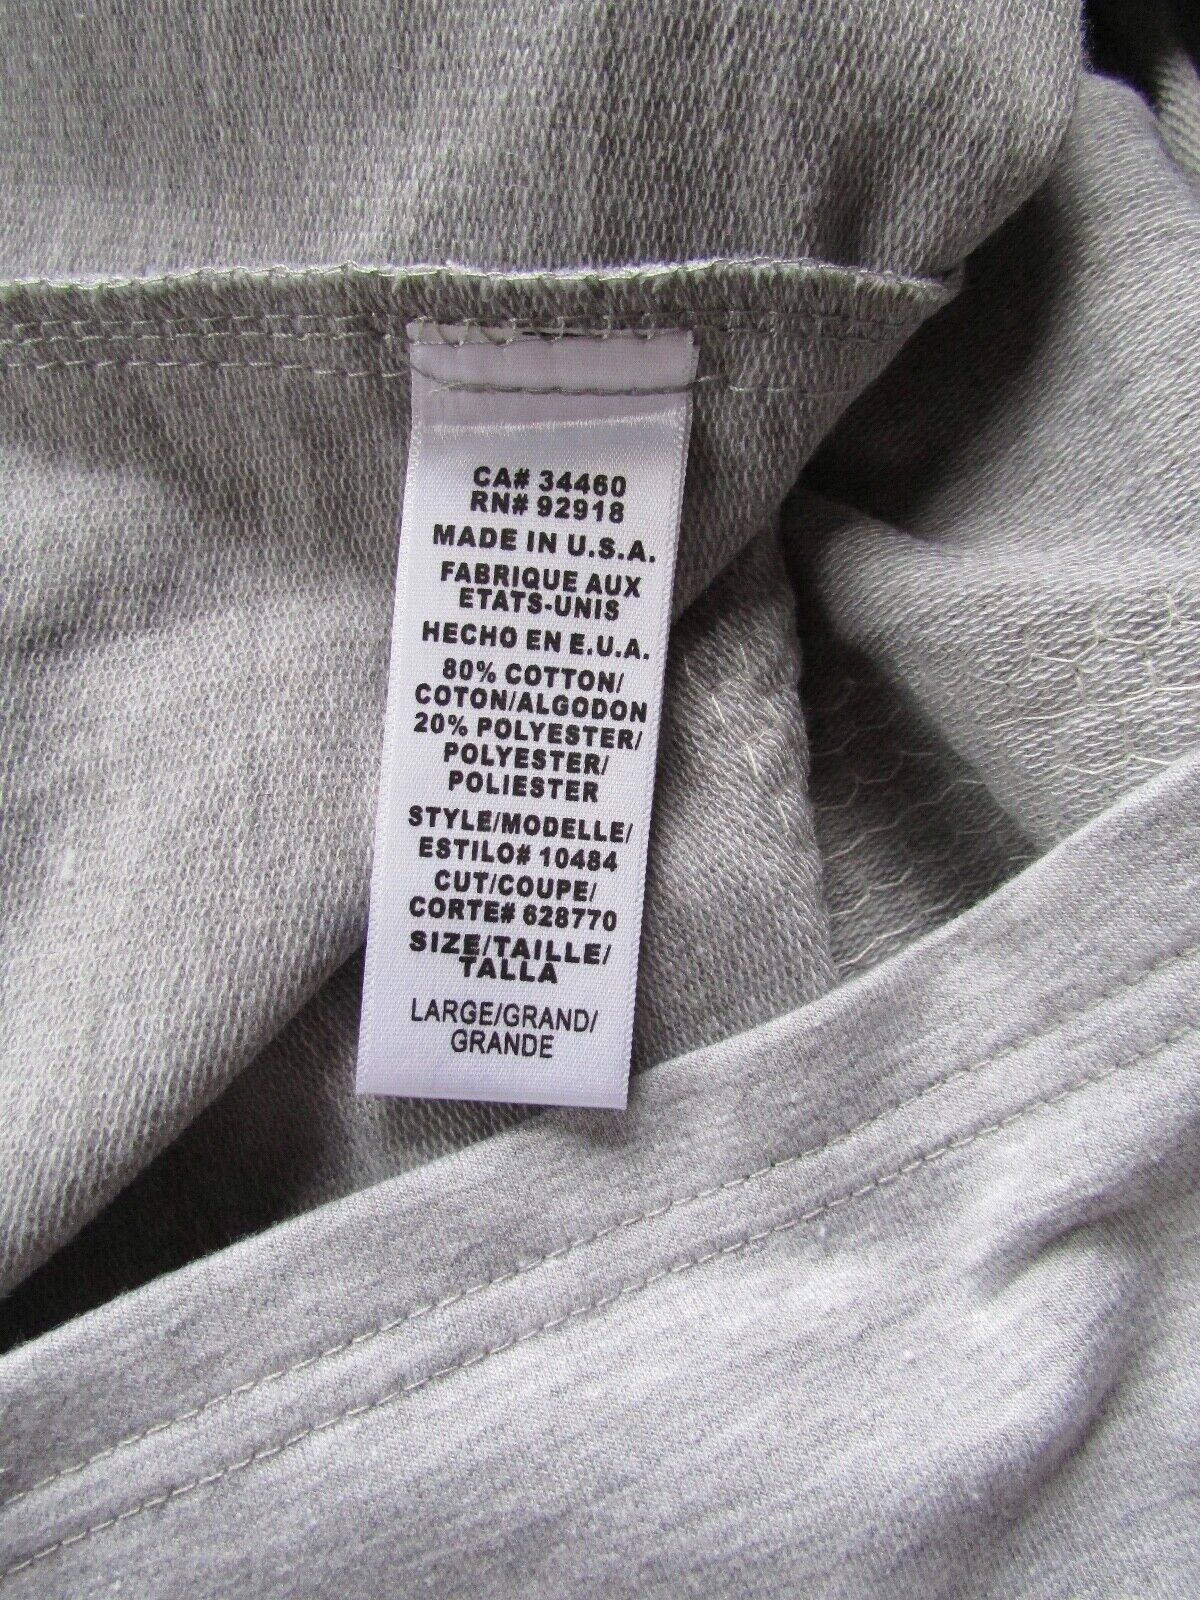 CA# 34460
RN# 92918
MADE IN U.S.A.
FABRIQUE AUX
ETATS-UNIS
HECHO EN E.U.A.
80% COTTON/
COTON/ALGODON
20% POLYESTER/
POLYESTER/
POLIESTER
STYLE/MODELLE/
ESTILO# 10484
CUT/COUPE/
CORTE# 628770
SIZE/TAILLE/
TALLA
LARGE/GRAND/
GRANDE